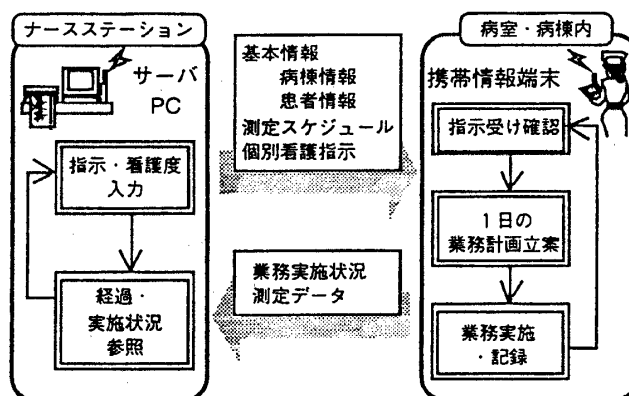 ナースステーション
サーバ
PC
指示・看護度
入力
経過・
実施状況
参照
基本情報
病棟情報
患者情報
測定スケジュール
個別看護指示
業務実施状況
測定データ
病室・病棟内
携帯情報端末
指示受け確認
1日の
業務計画立案
業務実施
・記録